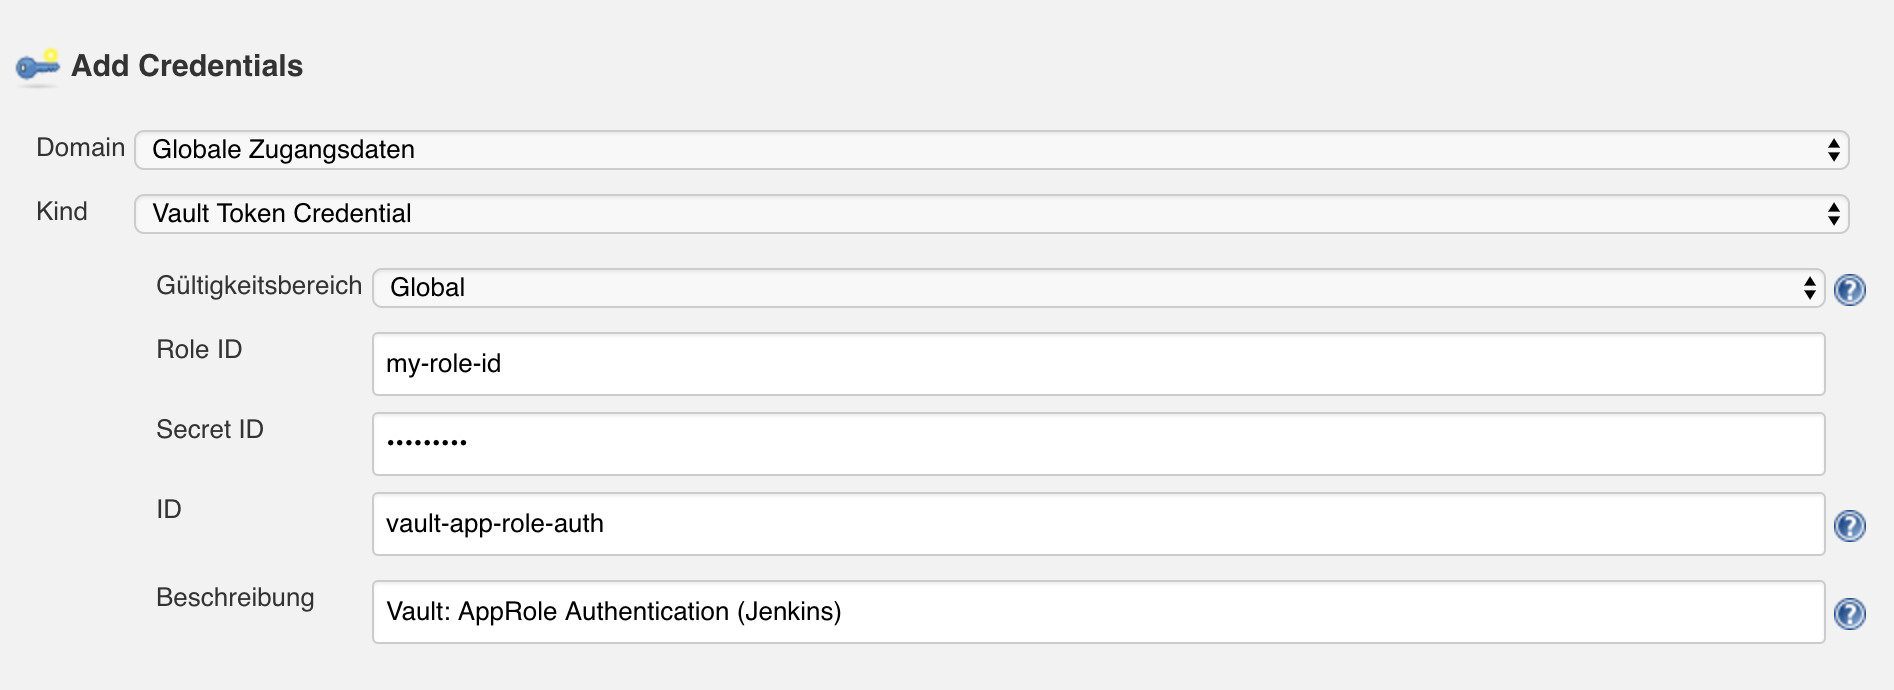 Add Credentials
Domain Globale Zugangsdaten
Kind Vault Token Credential
Gültigkeitsbereich Global
Role ID my-role-id
Secret ID •••••••••
ID vault-app-role-auth
Beschreibung Vault: AppRole Authentication (Jenkins)